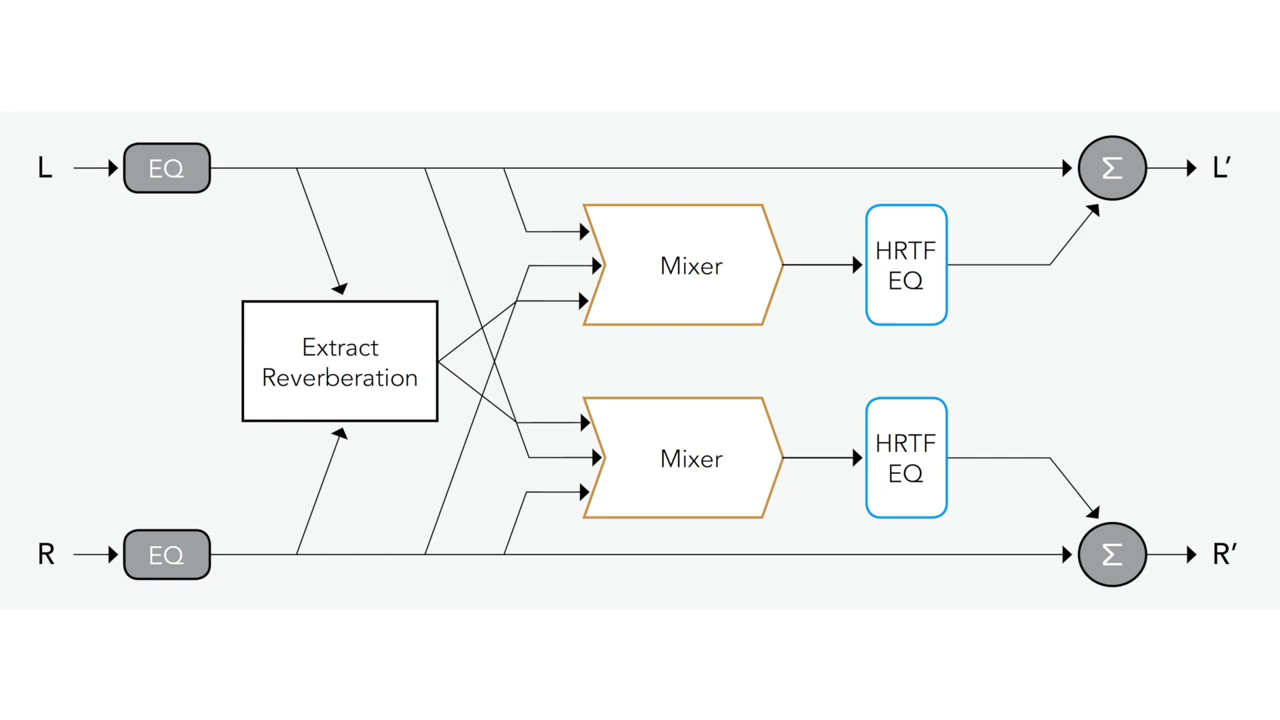 L
EQ
Σ
L′
Mixer
HRTF
EQ
Extract
Reverberation
Mixer
HRTF
EQ
R
EQ
Σ
R′